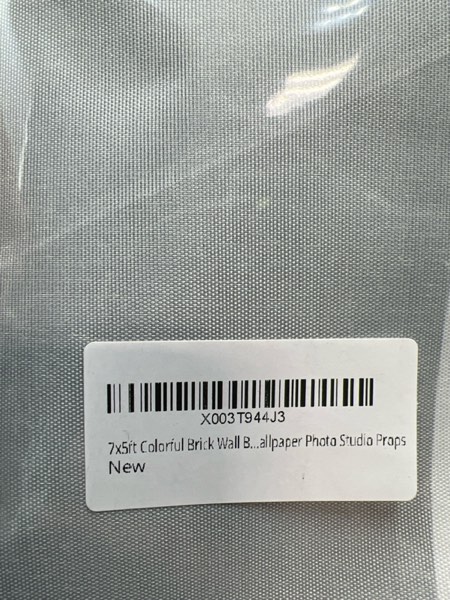 X003T944J3
7x5ft Colorful Brick Wall B...allpaper Photo Studio Props
New